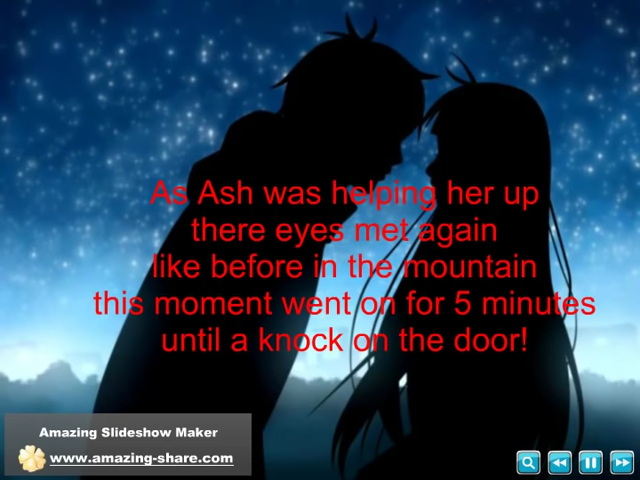 As Ash was helping her up
there eyes met again
like before in the mountain
this moment went on for 5 minutes
until a knock on the door!
Amazing Slideshow Maker
www.amazing-share.com